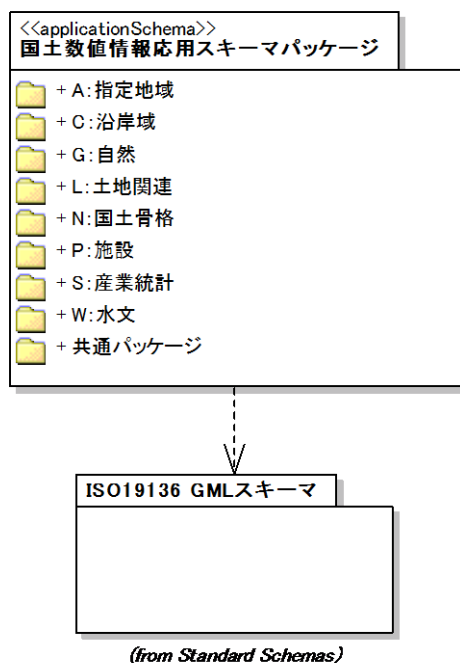 <<applicationSchema>>
国土数値情報応用スキーマパッケージ
+ A:指定地域
+ C:沿岸域
+ G:自然
+ L:土地関連
+ N:国土骨格
+ P:施設
+ S:産業統計
+ W:水文
+ 共通パッケージ
ISO19136 GMLスキーマ
(from Standard Schemas)